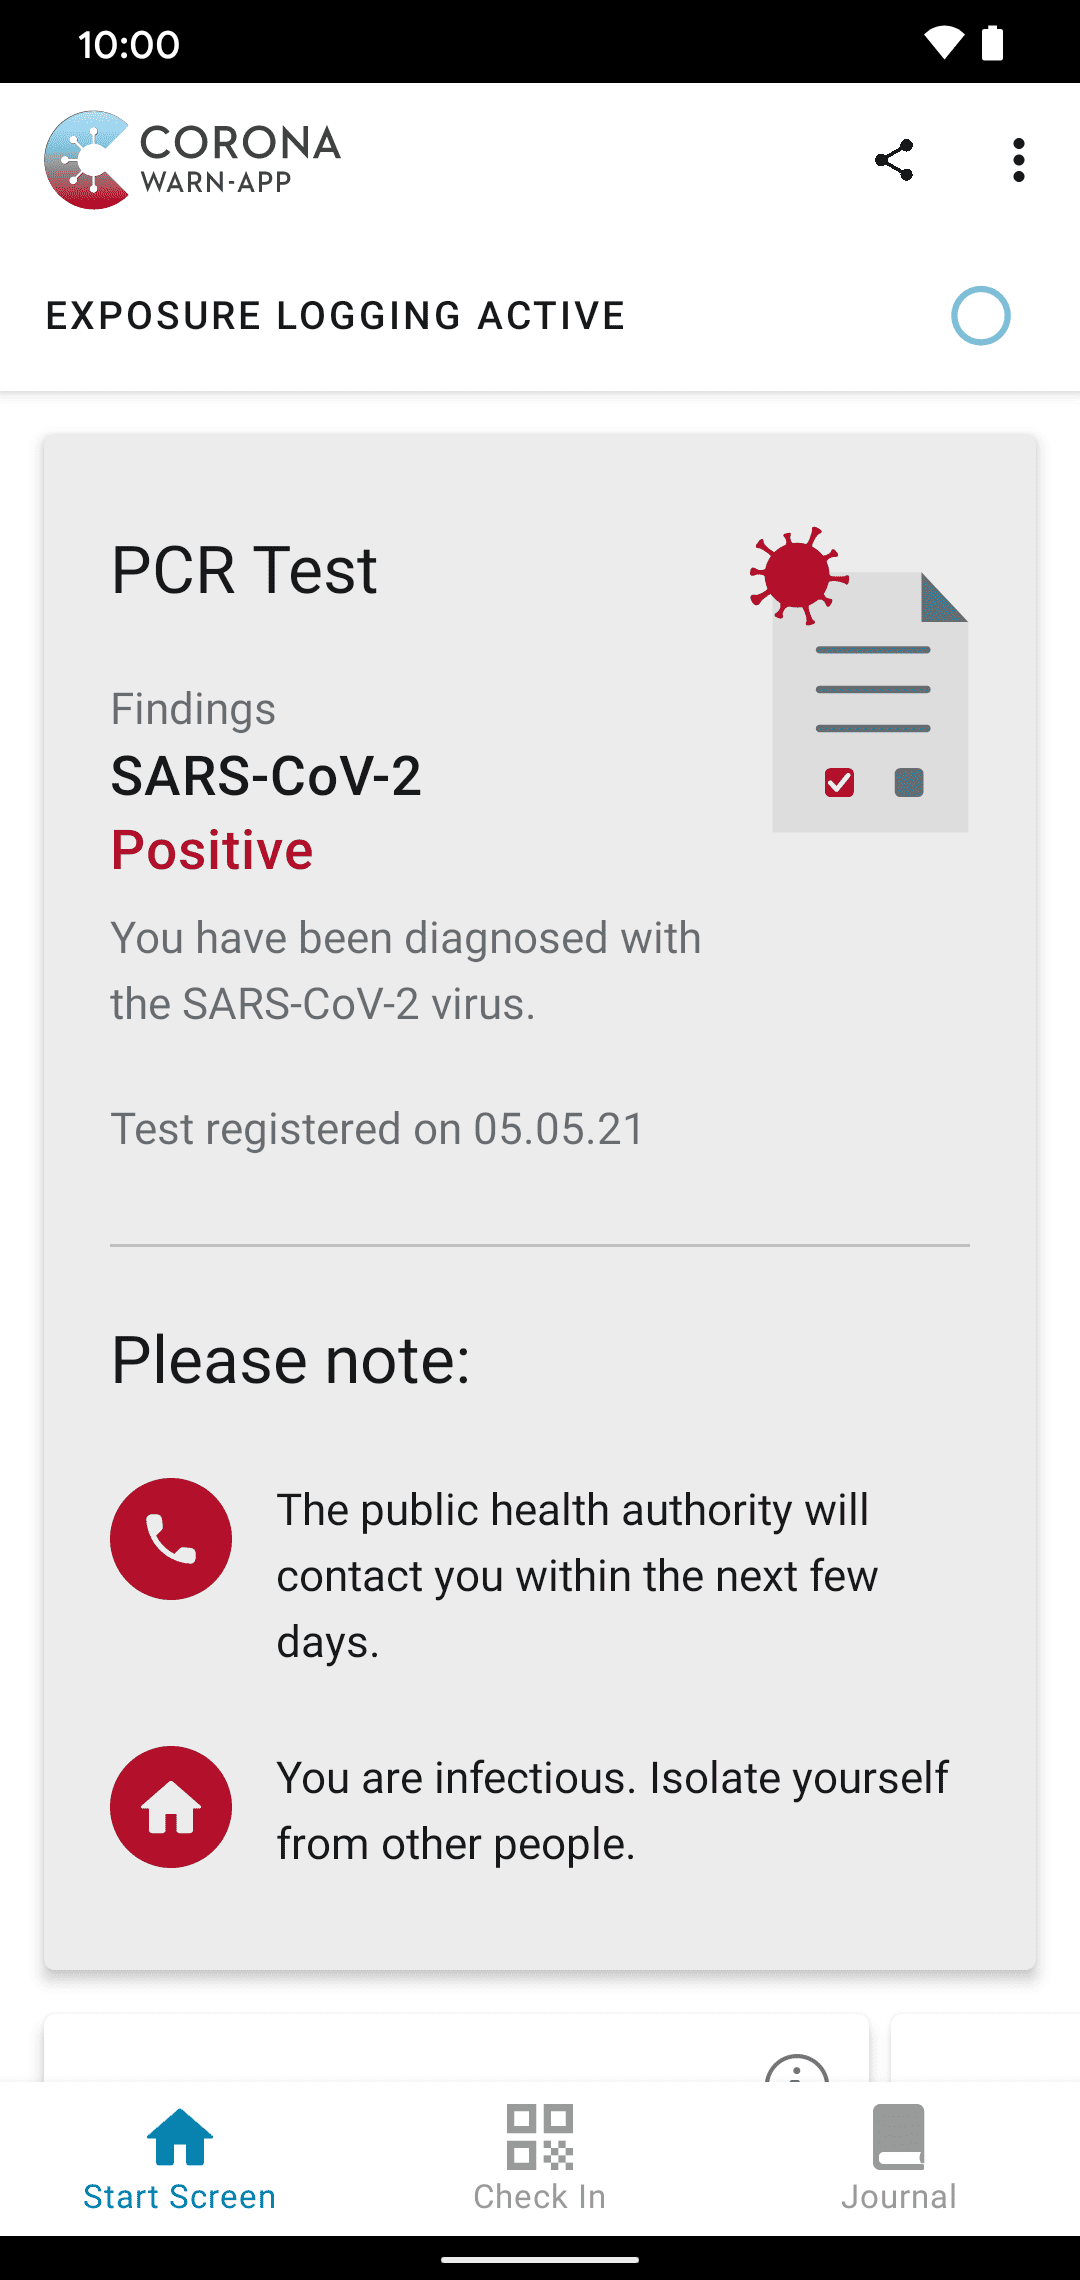 10:00
CORONA
WARN-APP
EXPOSURE LOGGING ACTIVE
PCR Test
Findings
SARS-CoV-2
Positive
You have been diagnosed with
the SARS-CoV-2 virus.
Test registered on 05.05.21
Please note:
The public health authority will
contact you within the next few
days.
You are infectious. Isolate yourself
from other people.
Start Screen
Check In
Journal